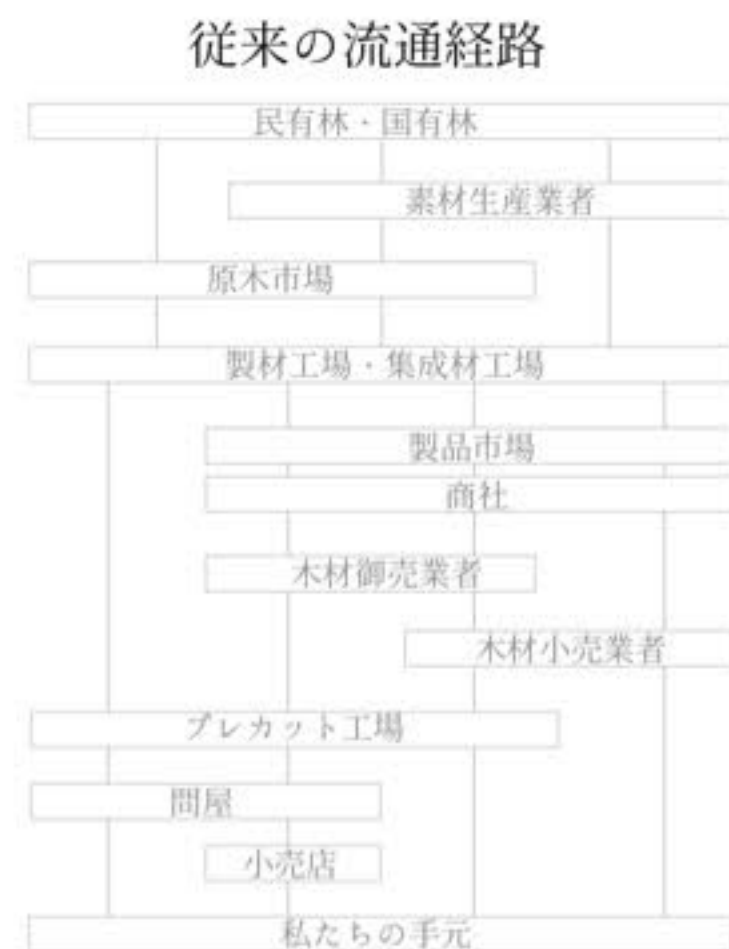 従来の流通経路
民有林・国有林
素材生産業者
原木市場
製材工場・集成材工場
製品市場
商社
木材御売業者
木材小売業者
プレカット工場
問屋
小売店
私たちの手元